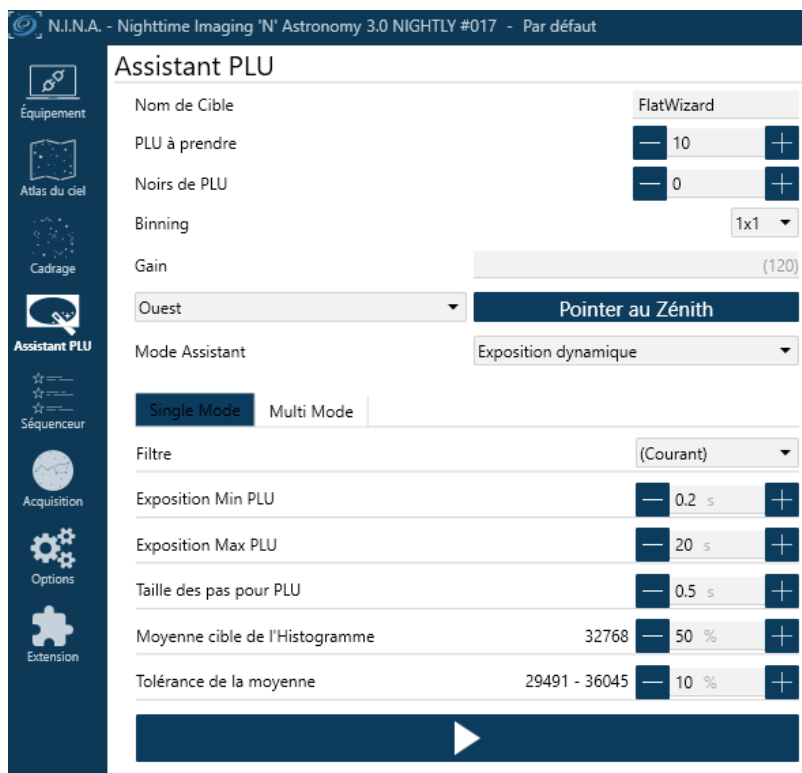 N.I.N.A. - Nighttime Imaging 'N' Astronomy 3.0 NIGHTLY #017 - Par défaut
Équipement
Atlas du ciel
Cadrage
Assistant PLU
Séquenceur
Acquisition
Options
Extension
Assistant PLU
Nom de Cible FlatWizard
PLU à prendre 10
Noirs de PLU 0
Binning 1x1
Gain (120)
Ouest Pointer au Zénith
Mode Assistant Exposition dynamique
Single Mode Multi Mode
Filtre (Courant)
Exposition Min PLU 0.2 s
Exposition Max PLU 20 s
Taille des pas pour PLU 0.5 s
Moyenne cible de l'Histogramme 32768 50 %
Tolérance de la moyenne 29491 - 36045 10 %